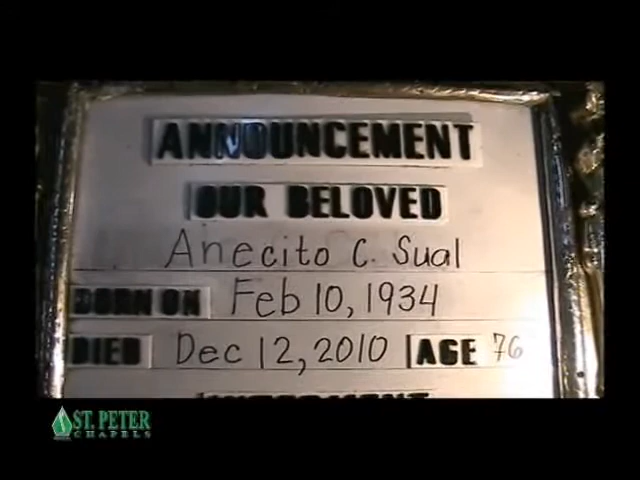 ANNOUNCEMENT
OUR BELOVED
Anecito C. Sual
BORN ON Feb 10, 1934
DIED Dec 12, 2010 AGE 76
INTERMENT
ST. PETER
CHAPELS